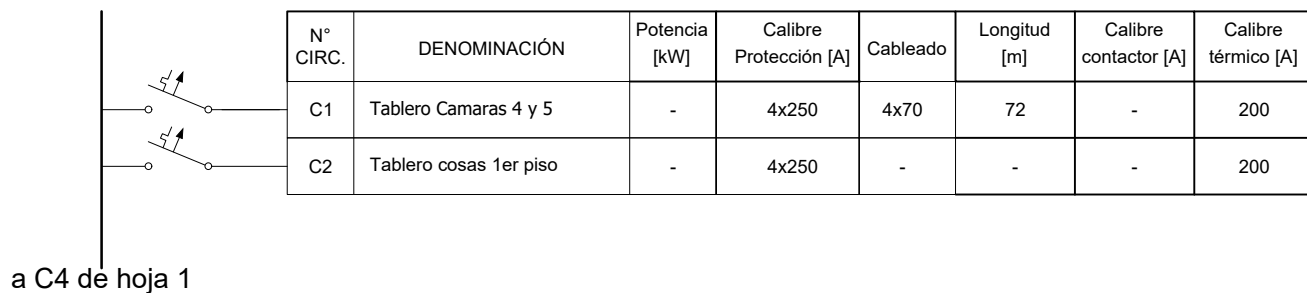 N° CIRC. DENOMINACIÓN Potencia [kW] Calibre Protección [A] Cableado Longitud [m] Calibre contactor [A] Calibre térmico [A]
C1 Tablero Camaras 4 y 5 - 4x250 4x70 72 - 200
C2 Tablero cosas 1er piso - 4x250 - - - 200
a C4 de hoja 1